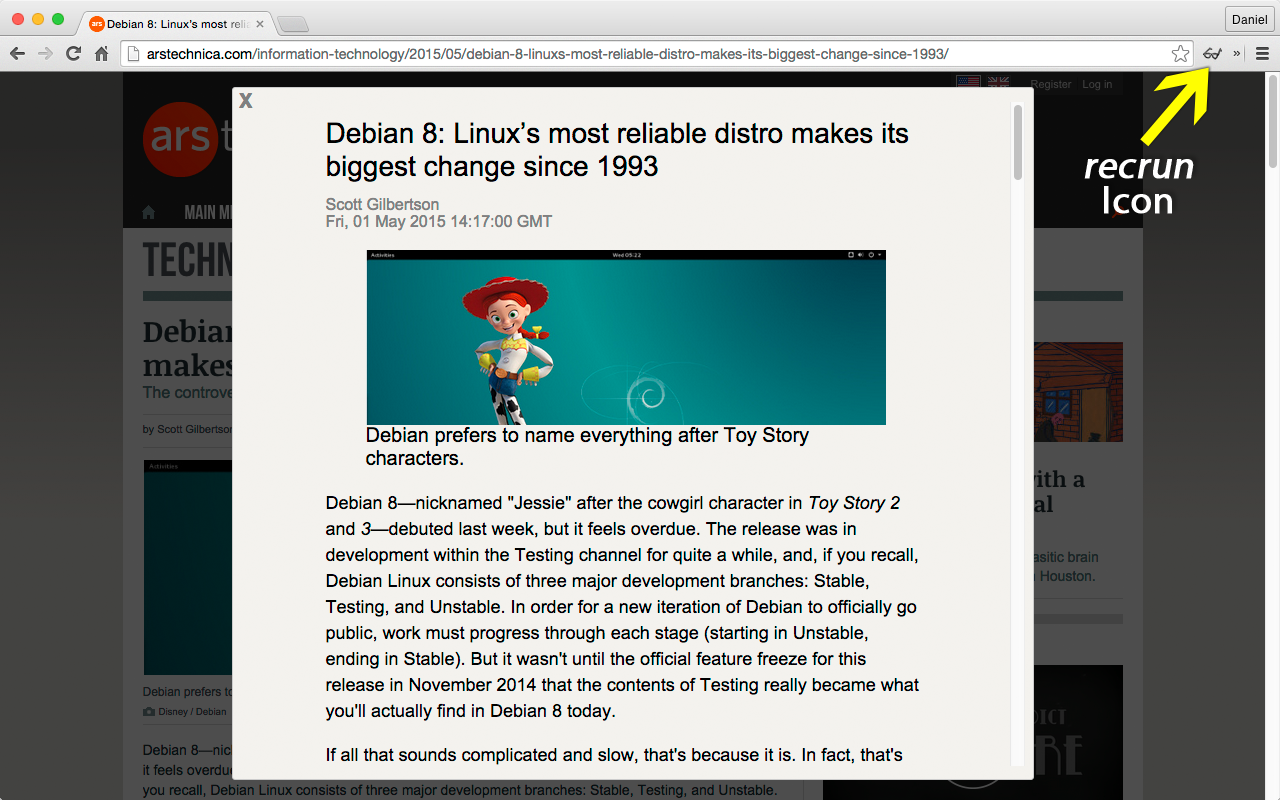 Debian 8: Linux's most reli
Daniel
arstechnica.com/information-technology/2015/05/debian-8-linuxs-most-reliable-distro-makes-its-biggest-change-since-1993/
Register Log in
ars
recrun
Icon
MAIN M
TECHN
X
Debian 8: Linux’s most reliable distro makes its
biggest change since 1993
Scott Gilbertson
Fri, 01 May 2015 14:17:00 GMT
Activities Wed 05:22
Debian prefers to name everything after Toy Story
characters.
Debian 8—nicknamed "Jessie" after the cowgirl character in Toy Story 2
and 3—debuted last week, but it feels overdue. The release was in
development within the Testing channel for quite a while, and, if you recall,
Debian Linux consists of three major development branches: Stable,
Testing, and Unstable. In order for a new iteration of Debian to officially go
public, work must progress through each stage (starting in Unstable,
ending in Stable). But it wasn't until the official feature freeze for this
release in November 2014 that the contents of Testing really became what
you'll actually find in Debian 8 today.
If all that sounds complicated and slow, that's because it is. In fact, that's
Debian
makes
The controve
by Scott Gilbertson
Activities
Debian prefers to
Disney / Debian
Debian 8—nick
it feels overdue
you recall, Debian Linux consists of three major development branches: Stable, Testing, and Unstable.
ith a
al
asitic brain
Houston.
DICT
RE